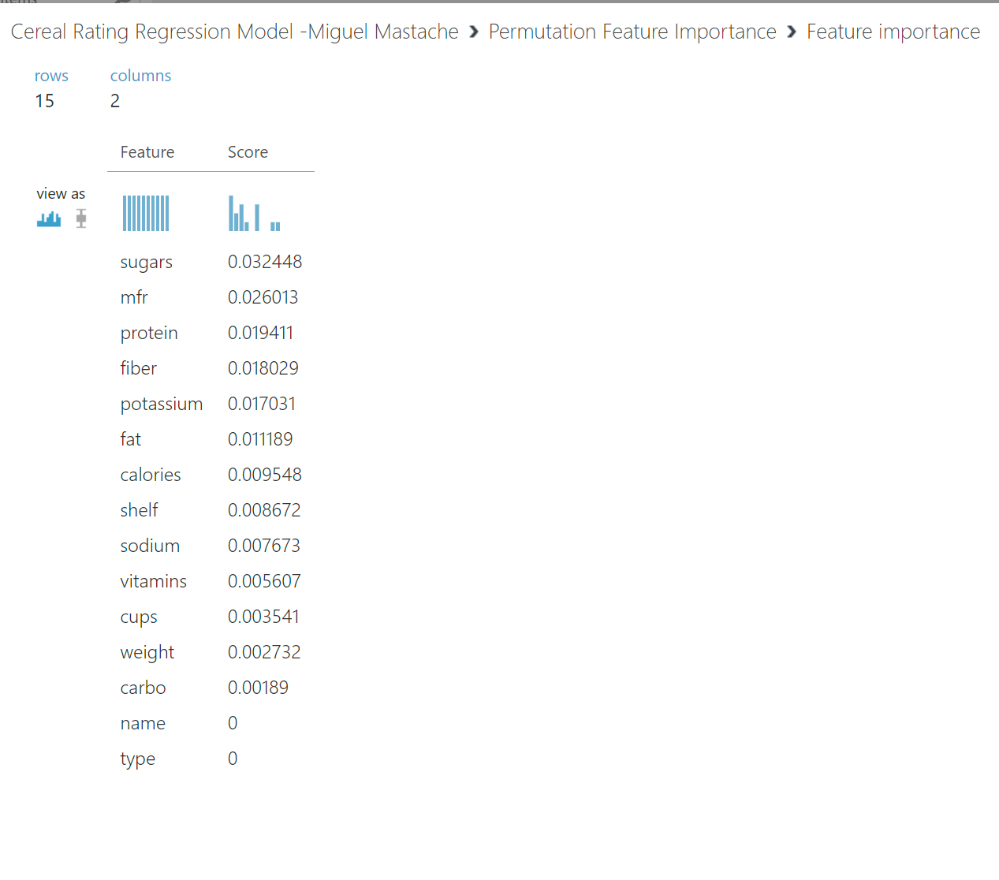 Cereal Rating Regression Model -Miguel Mastache > Permutation Feature Importance > Feature importance
rows columns
15 2
Feature Score
view as
sugars 0.032448
mfr 0.026013
protein 0.019411
fiber 0.018029
potassium 0.017031
fat 0.011189
calories 0.009548
shelf 0.008672
sodium 0.007673
vitamins 0.005607
cups 0.003541
weight 0.002732
carbo 0.00189
name 0
type 0